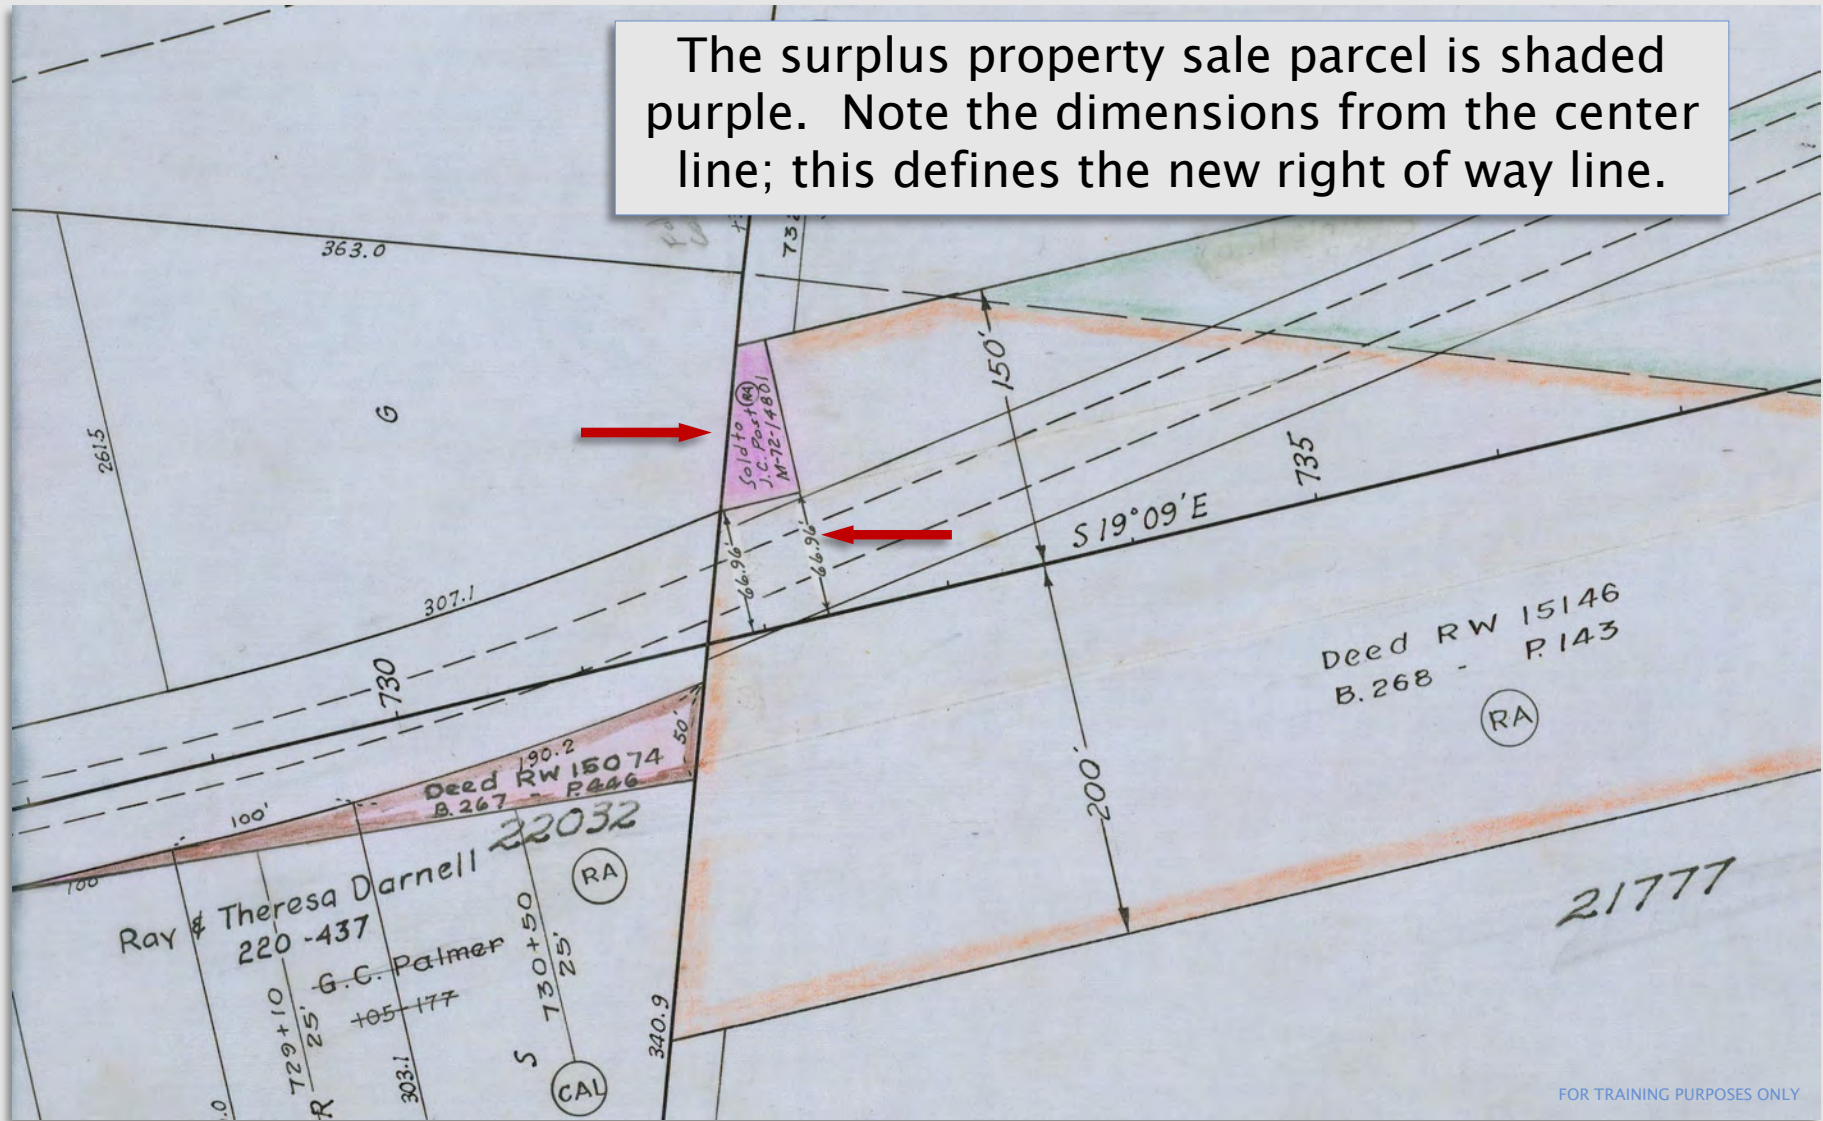 The surplus property sale parcel is shaded
purple.  Note the dimensions from the center
line; this defines the new right of way line.
363.0
261.5
G
Sold to RA
J.C. Post
M-72-14801
150'
66.96'
66.96'
S 19°09'E
735
307.1
730
Deed RW 15146
B.268 - P.143
RA
190.2
50'
Deed RW 15074
B.267 - P.446
22032
100'
100
RA
Ray & Theresa Darnell
220-437
G.C. Palmer
105-177
730+50
25'
S
729+10
25'
R
303.1
340.9
CAL
200'
21777
FOR TRAINING PURPOSES ONLY